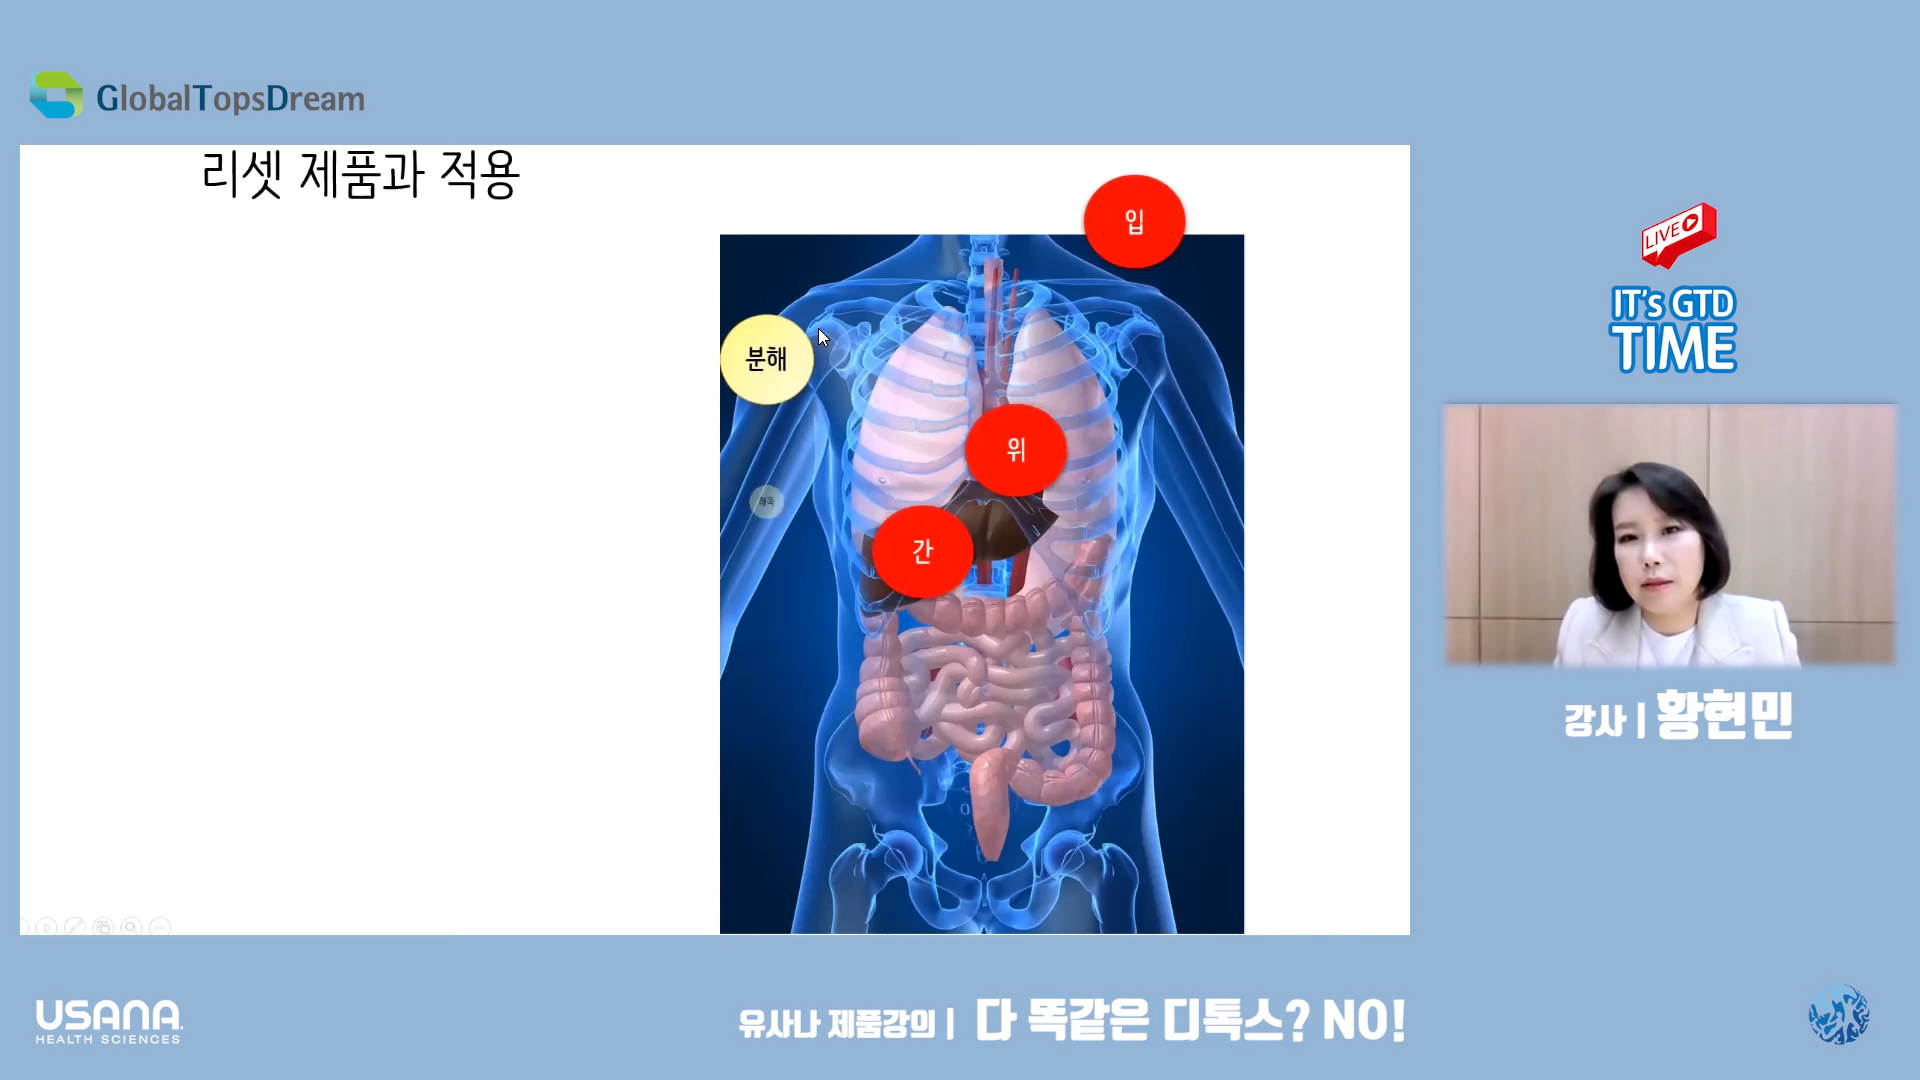 GlobalTopsDream
리셋 제품과 적용
입
분해
위
해독
간
LIVE
IT's GTD
TIME
강사 | 황현민
USANA
HEALTH SCIENCES
유사나 제품강의 | 다 똑같은 디톡스? NO!